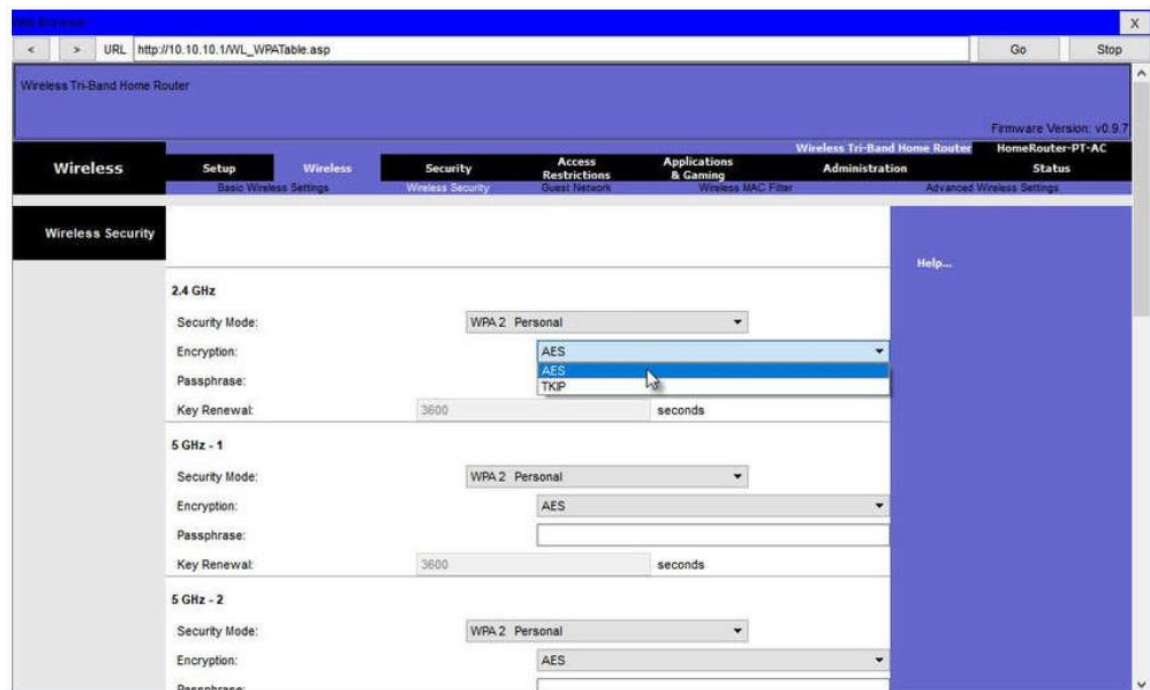 Web Browser
X
< > URL http://10.10.10.1/WL_WPATable.asp Go Stop
Wireless Tri-Band Home Router
Firmware Version: v0.9.7
Wireless Tri-Band Home Router HomeRouter-PT-AC
Wireless Setup Wireless Security Access Restrictions Applications & Gaming Administration Status
Basic Wireless Settings Wireless Security Guest Network Wireless MAC Filter Advanced Wireless Settings
Wireless Security
Help...
2.4 GHz
Security Mode: WPA 2 Personal
Encryption: AES
AES
Passphrase:
TKIP
Key Renewal: 3600 seconds
5 GHz - 1
Security Mode: WPA 2 Personal
Encryption: AES
Passphrase:
Key Renewal: 3600 seconds
5 GHz - 2
Security Mode: WPA 2 Personal
Encryption: AES
Passphrase: